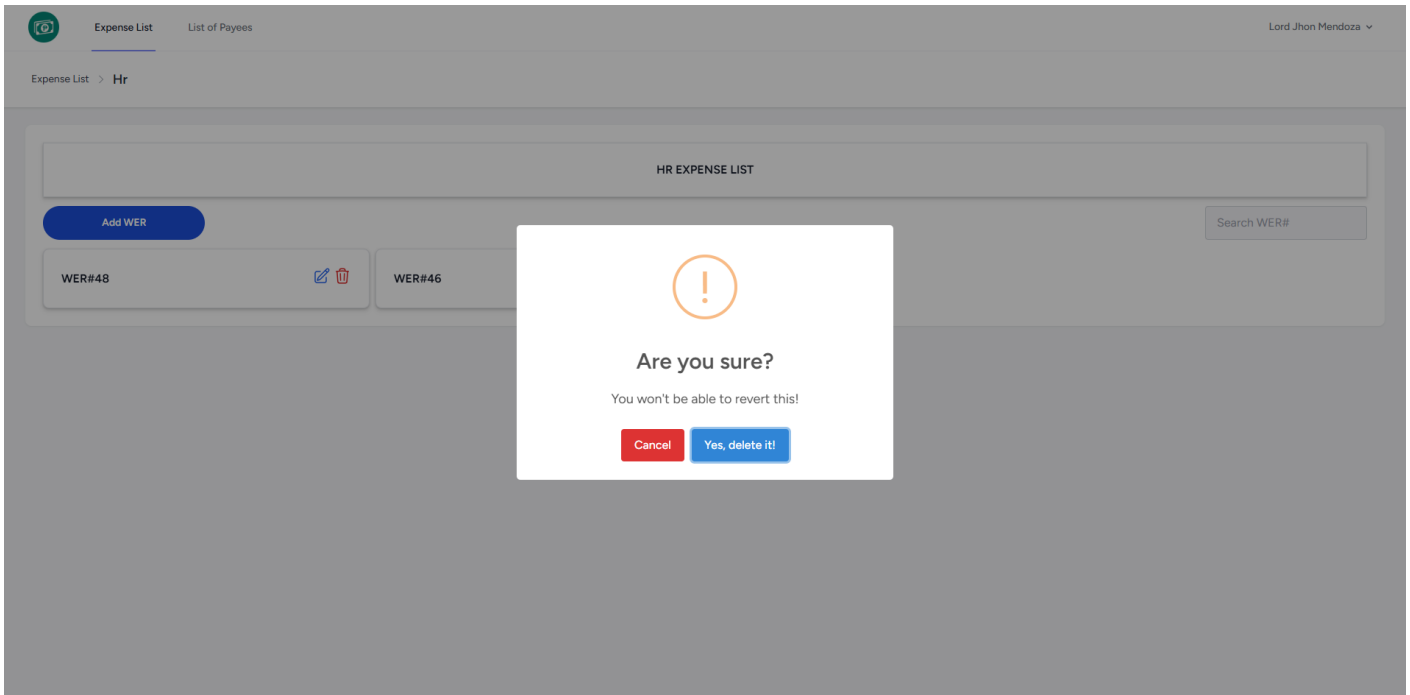 Expense List
List of Payees
Lord Jhon Mendoza
Expense List > Hr
HR EXPENSE LIST
Add WER
Search WER#
WER#48
WER#46
!
Are you sure?
You won't be able to revert this!
Cancel
Yes, delete it!